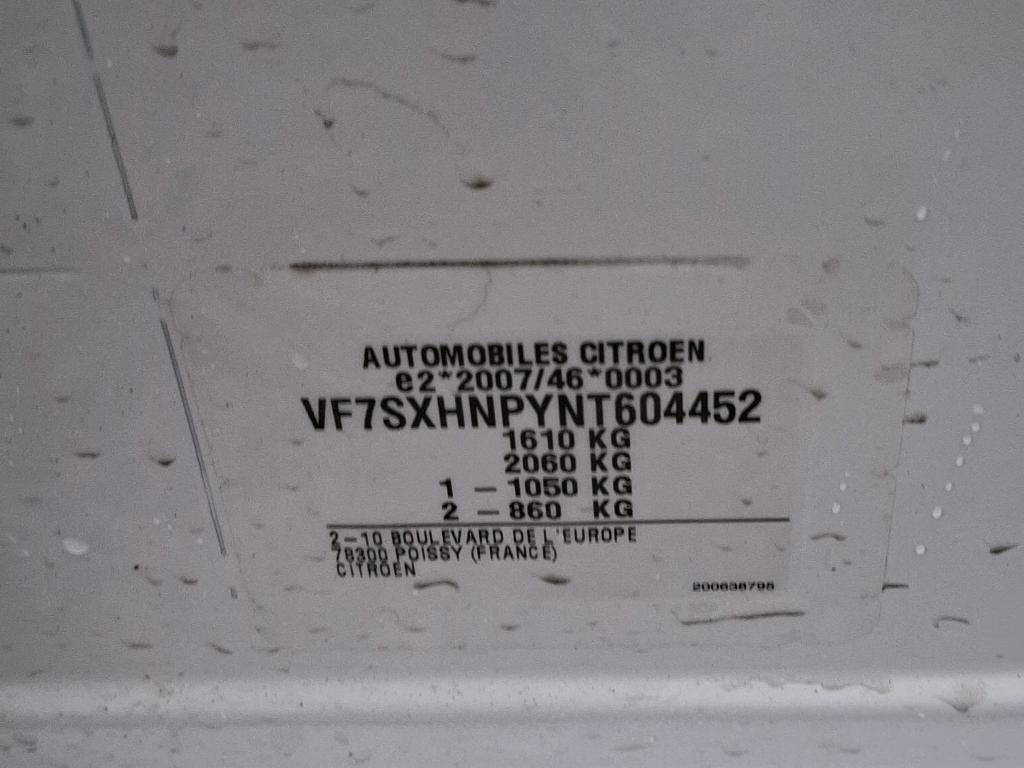 AUTOMOBILES CITROEN
e2*2007/46*0003
VF7SXHNPYNT604452
1610 KG
2060 KG
1 – 1050 KG
2 – 860 KG
2–10 BOULEVARD DE L'EUROPE
78300 POISSY (FRANCE)
CITROEN
200636795